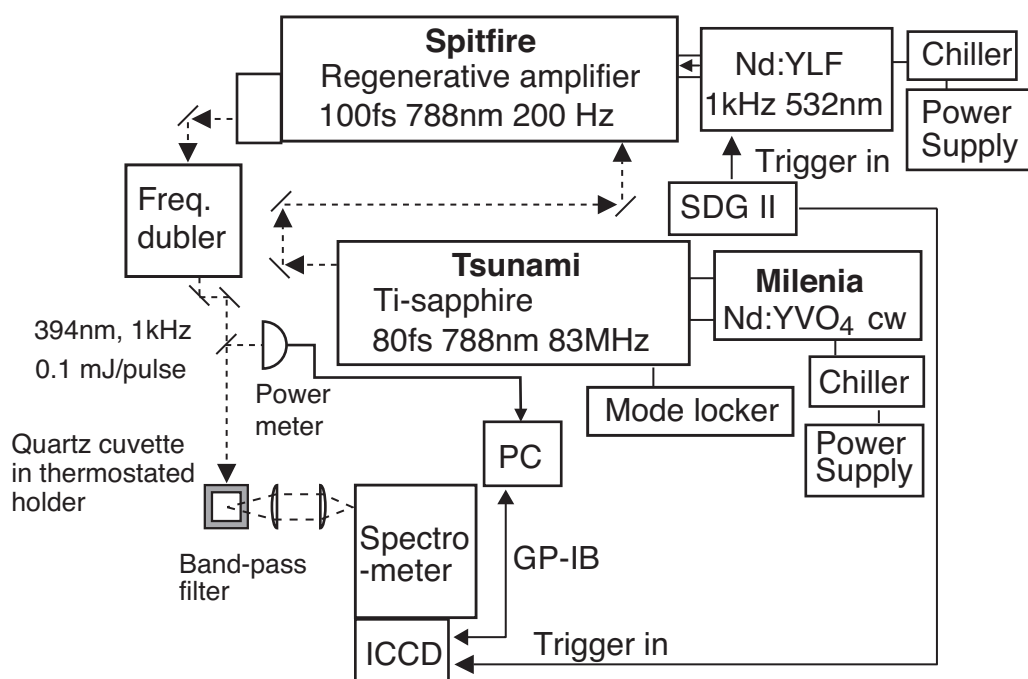 Spitfire
Regenerative amplifier
100fs 788nm 200 Hz
Nd:YLF
1kHz 532nm
Chiller
Power
Supply
Trigger in
SDG II
Freq.
dubler
Tsunami
Ti-sapphire
80fs 788nm 83MHz
Milenia
Nd:YVO4 cw
394nm, 1kHz
0.1 mJ/pulse
Power
meter
Mode locker
Chiller
Power
Supply
PC
Quartz cuvette
in thermostated
holder
Band-pass
filter
Spectro
-meter
GP-IB
ICCD
Trigger in